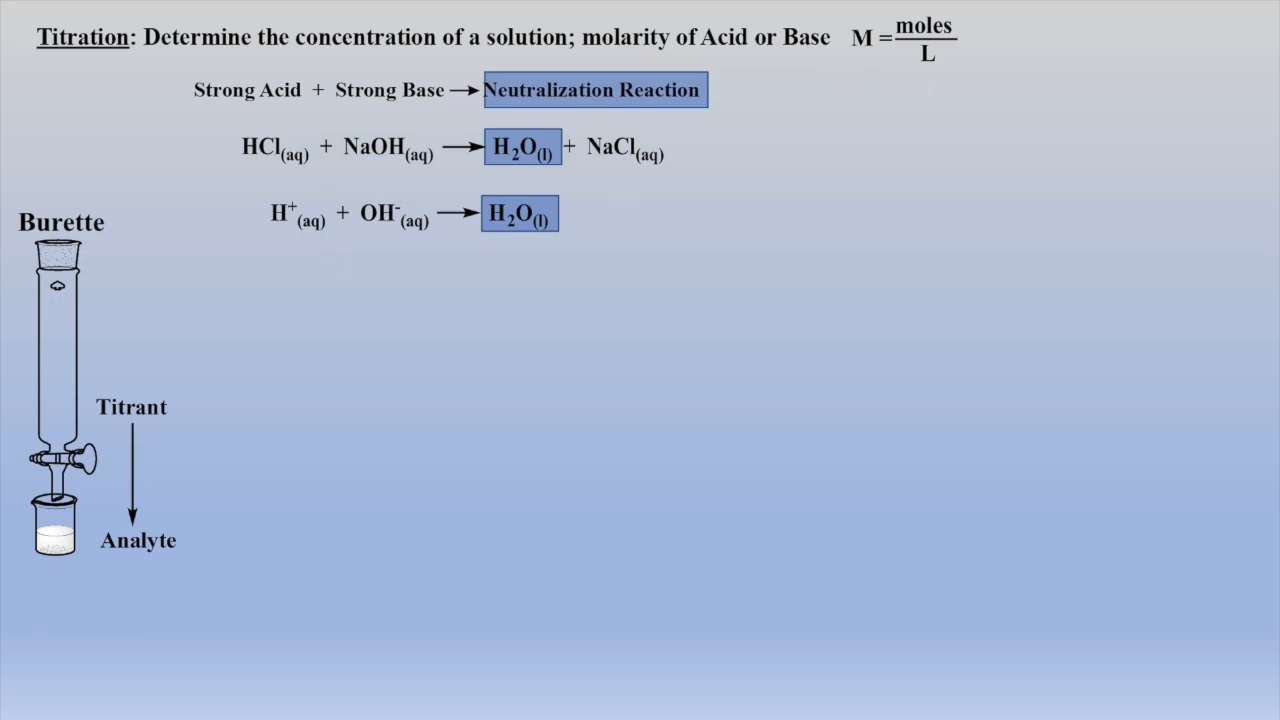 Titration: Determine the concentration of a solution; molarity of Acid or Base M = moles / L
Strong Acid + Strong Base ⟶ Neutralization Reaction
HCl(aq) + NaOH(aq) ⟶ H₂O(l) + NaCl(aq)
H⁺(aq) + OH⁻(aq) ⟶ H₂O(l)
Burette
Titrant
Analyte